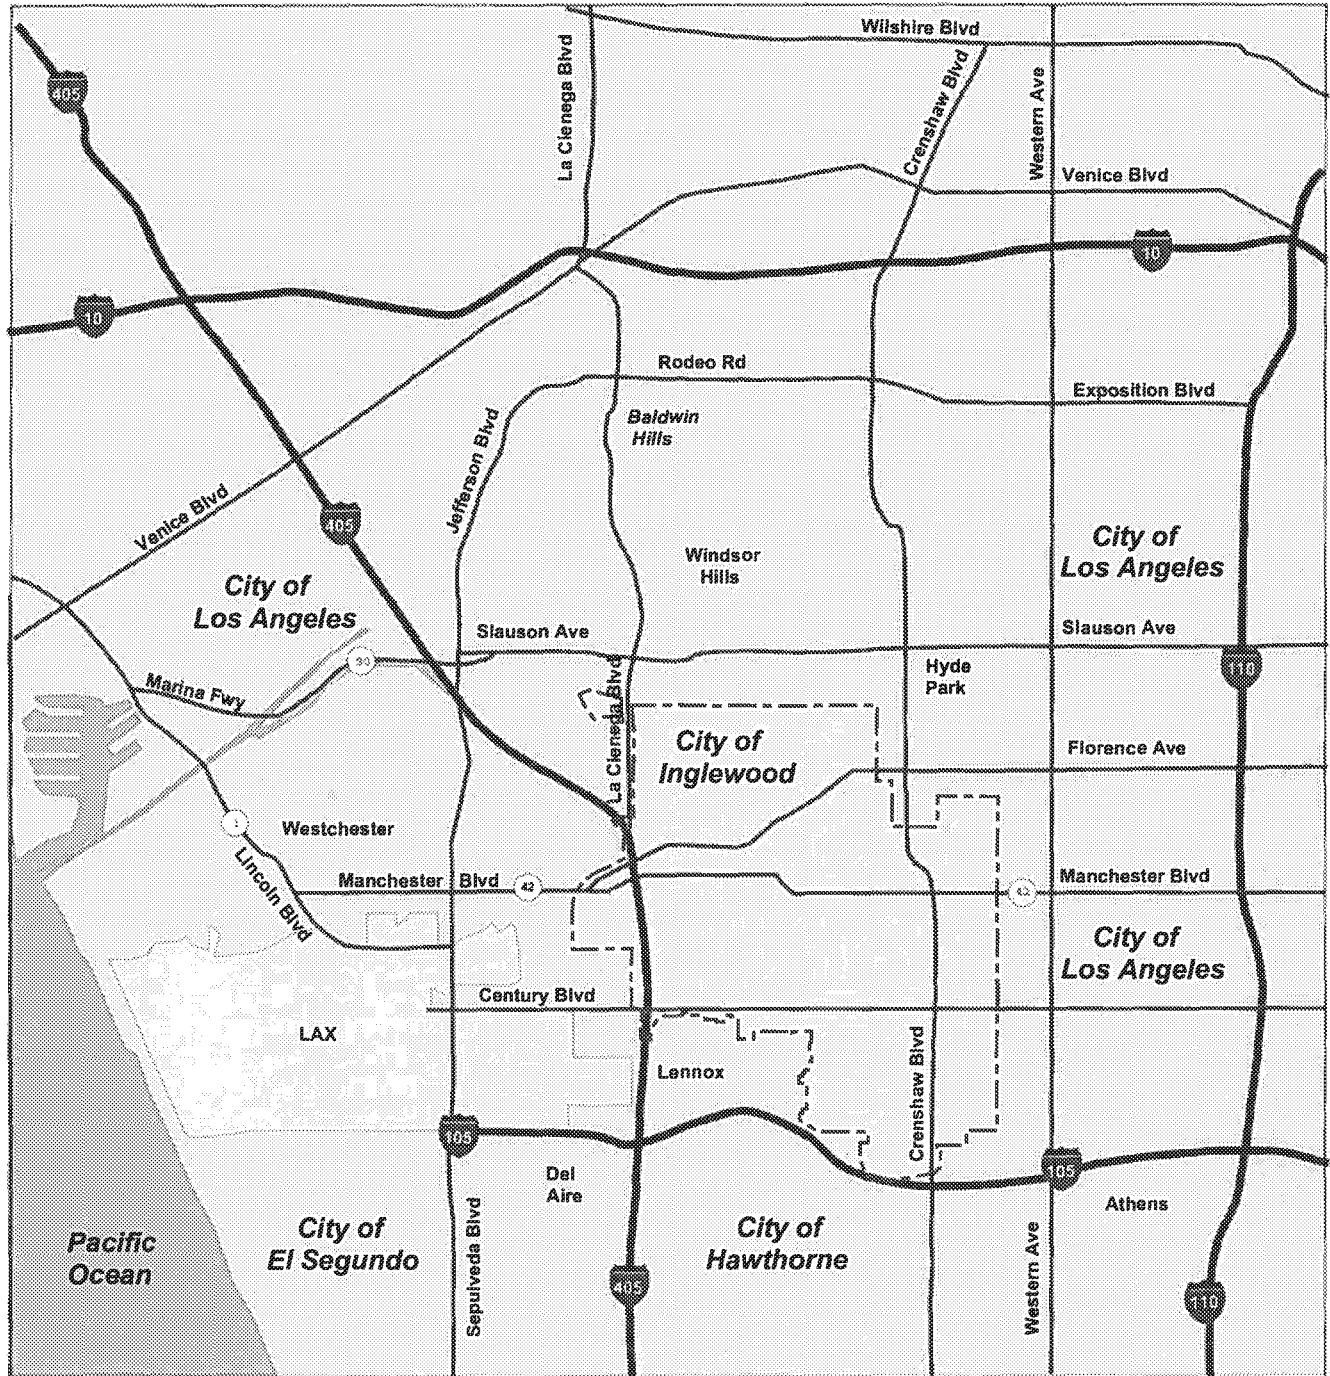 Wilshire Blvd
La Cienega Blvd
Crenshaw Blvd
Western Ave
405
Venice Blvd
10
10
Rodeo Rd
Exposition Blvd
Baldwin
Hills
Jefferson Blvd
Venice Blvd
405
City of
Los Angeles
Windsor
Hills
City of
Los Angeles
Slauson Ave
Slauson Ave
90
Hyde
Park
110
Marina Fwy
La Cienega Blvd
City of
Inglewood
Florence Ave
1
Westchester
Lincoln Blvd
Manchester Blvd
42
42
Manchester Blvd
City of
Los Angeles
Century Blvd
LAX
Lennox
Crenshaw Blvd
105
105
Del
Aire
Athens
Pacific
Ocean
City of
El Segundo
Sepulveda Blvd
City of
Hawthorne
Western Ave
405
110